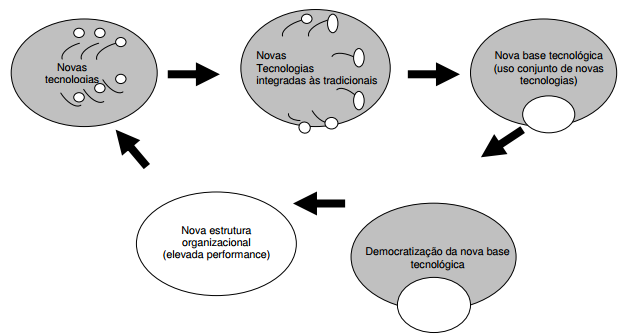 Novas
tecnologias
Novas
Tecnologias
integradas às tradicionais
Nova base tecnológica
(uso conjunto de novas
tecnologias)
Democratização da nova base
tecnológica
Nova estrutura
organizacional
(elevada performance)